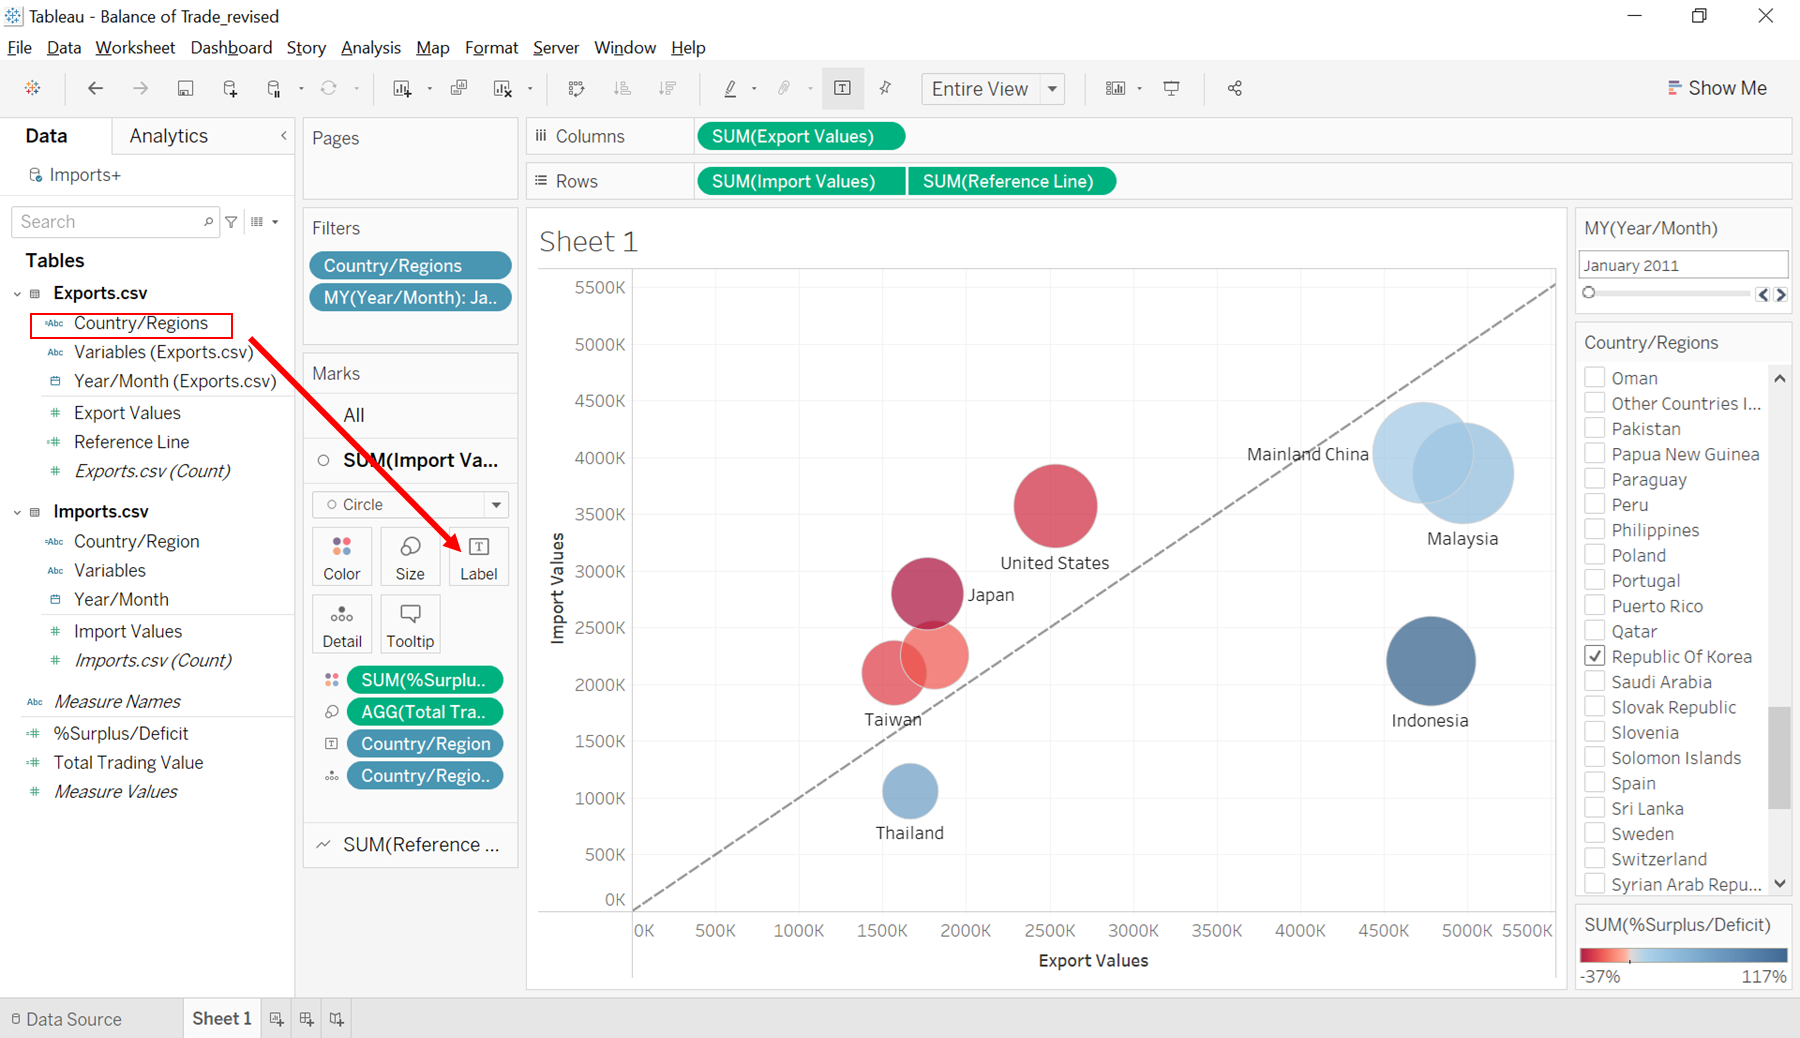 Tableau - Balance of Trade_revised
File Data Worksheet Dashboard Story Analysis Map Format Server Window Help
Entire View
Show Me
Data
Analytics
Imports+
Search
Tables
Exports.csv
Country/Regions
Variables (Exports.csv)
Year/Month (Exports.csv)
Export Values
Reference Line
Exports.csv (Count)
Imports.csv
Country/Region
Variables
Year/Month
Import Values
Imports.csv (Count)
Measure Names
%Surplus/Deficit
Total Trading Value
Measure Values
Pages
Filters
Country/Regions
MY(Year/Month): Ja..
Marks
All
SUM(Import Va...
Circle
Color
Size
Label
Detail
Tooltip
SUM(%Surplu..
AGG(Total Tra..
Country/Region
Country/Regio..
SUM(Reference ...
Columns
SUM(Export Values)
Rows
SUM(Import Values)
SUM(Reference Line)
Sheet 1
5500K
5000K
4500K
4000K
3500K
3000K
2500K
2000K
1500K
1000K
500K
0K
Import Values
Mainland China
Malaysia
United States
Japan
Taiwan
Indonesia
Thailand
0K 500K 1000K 1500K 2000K 2500K 3000K 3500K 4000K 4500K 5000K 5500K
Export Values
MY(Year/Month)
January 2011
Country/Regions
Oman
Other Countries I...
Pakistan
Papua New Guinea
Paraguay
Peru
Philippines
Poland
Portugal
Puerto Rico
Qatar
Republic Of Korea
Saudi Arabia
Slovak Republic
Slovenia
Solomon Islands
Spain
Sri Lanka
Sweden
Switzerland
Syrian Arab Repu...
SUM(%Surplus/Deficit)
-37% 117%
Data Source
Sheet 1